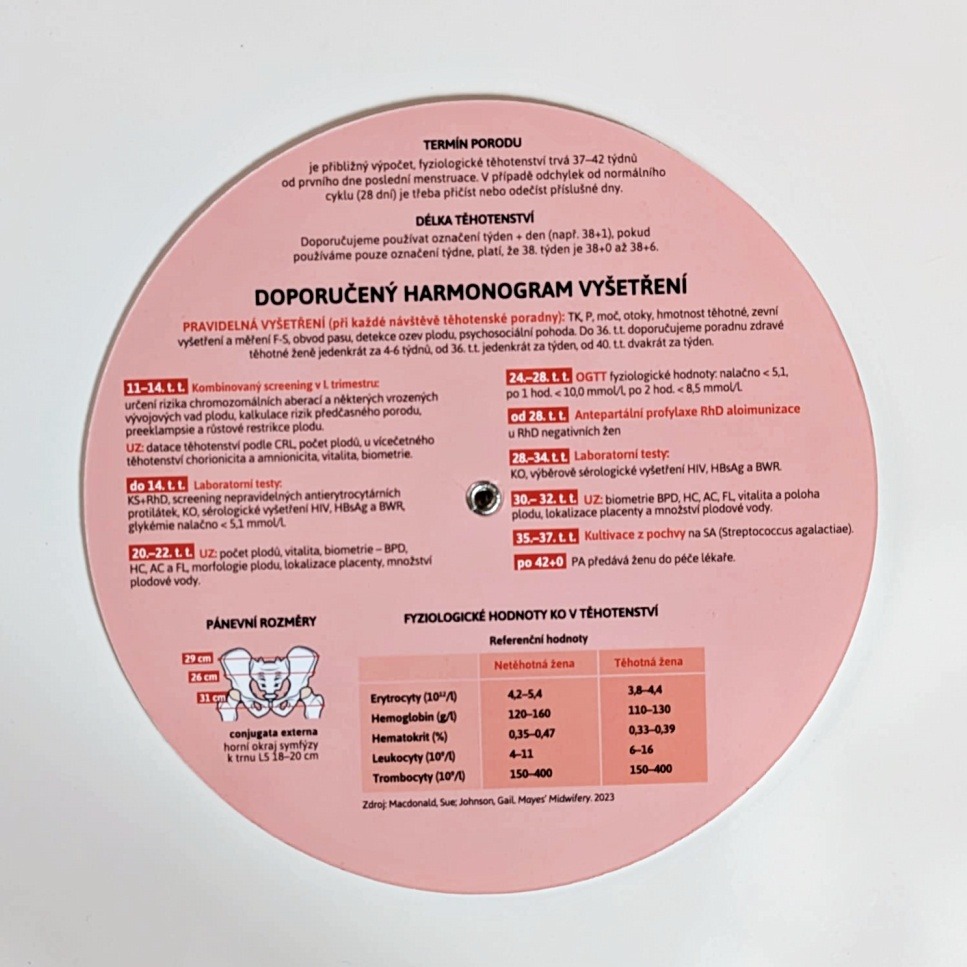 TERMÍN PORODU
je přibližný výpočet, fyziologické těhotenství trvá 37–42 týdnů
od prvního dne poslední menstruace. V případě odchylek od normálního
cyklu (28 dní) je třeba přičíst nebo odečíst příslušné dny.
DÉLKA TĚHOTENSTVÍ
Doporučujeme používat označení týden + den (např. 38+1), pokud
používáme pouze označení týdne, platí, že 38. týden je 38+0 až 38+6.
DOPORUČENÝ HARMONOGRAM VYŠETŘENÍ
PRAVIDELNÁ VYŠETŘENÍ (při každé návštěvě těhotenské poradny): TK, P, moč, otoky, hmotnost těhotné, zevní
vyšetření a měření F-S, obvod pasu, detekce ozev plodu, psychosociální pohoda. Do 36. t.t. doporučujeme poradnu zdravé
těhotné ženě jedenkrát za 4-6 týdnů, od 36. t.t. jedenkrát za týden, od 40. t.t. dvakrát za týden.
11–14. t. t. Kombinovaný screening v I. trimestru:
určení rizika chromozomálních aberací a některých vrozených
vývojových vad plodu, kalkulace rizik předčasného porodu,
preeklampsie a růstové restrikce plodu.
UZ: datace těhotenství podle CRL, počet plodů, u vícečetného
těhotenství chorionicita a amnionicita, vitalita, biometrie.
do 14. t. t. Laboratorní testy:
KS+RhD, screening nepravidelných antierytrocytárních
protilátek, KO, sérologické vyšetření HIV, HBsAg a BWR,
glykémie nalačno < 5,1 mmol/l.
20.–22. t. t. UZ: počet plodů, vitalita, biometrie – BPD,
HC, AC a FL, morfologie plodu, lokalizace placenty, množství
plodové vody.
24.–28. t. t. OGTT fyziologické hodnoty: nalačno < 5,1,
po 1 hod. < 10,0 mmol/l, po 2 hod. < 8,5 mmol/l.
od 28. t. t. Antepartální profylaxe RhD aloimunizace
u RhD negativních žen
28.–34. t. t. Laboratorní testy:
KO, výběrově sérologické vyšetření HIV, HBsAg a BWR.
30.– 32. t. t. UZ: biometrie BPD, HC, AC, FL, vitalita a poloha
plodu, lokalizace placenty a množství plodové vody.
35.–37. t. t. Kultivace z pochvy na SA (Streptococcus agalactiae).
po 42+0 PA předává ženu do péče lékaře.
PÁNEVNÍ ROZMĚRY
29 cm
26 cm
31 cm
conjugata externa
horní okraj symfýzy
k trnu L5 18–20 cm
FYZIOLOGICKÉ HODNOTY KO V TĚHOTENSTVÍ
Referenční hodnoty
Netěhotná žena Těhotná žena
Erytrocyty (10¹²/l) 4,2–5,4 3,8–4,4
Hemoglobin (g/l) 120–160 110–130
Hematokrit (%) 0,35–0,47 0,33–0,39
Leukocyty (10⁹/l) 4–11 6–16
Trombocyty (10⁹/l) 150–400 150–400
Zdroj: Macdonald, Sue; Johnson, Gail. Mayes' Midwifery. 2023